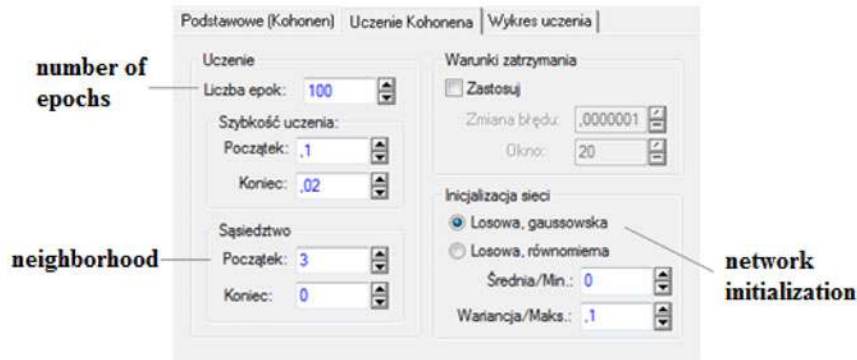 Podstawowe (Kohonen) Uczenie Kohonena Wykres uczenia
number of
epochs
Uczenie
Liczba epok: 100
Szybkość uczenia:
Początek: ,1
Koniec: ,02
neighborhood
Sąsiedztwo
Początek: 3
Koniec: 0
Warunki zatrzymania
Zastosuj
Zmiana błędu: ,0000001
Okno: 20
Inicjalizacja sieci
Losowa, gaussowska
Losowa, równomierna
Średnia/Min.: 0
Wariancja/Maks.: ,1
network
initialization